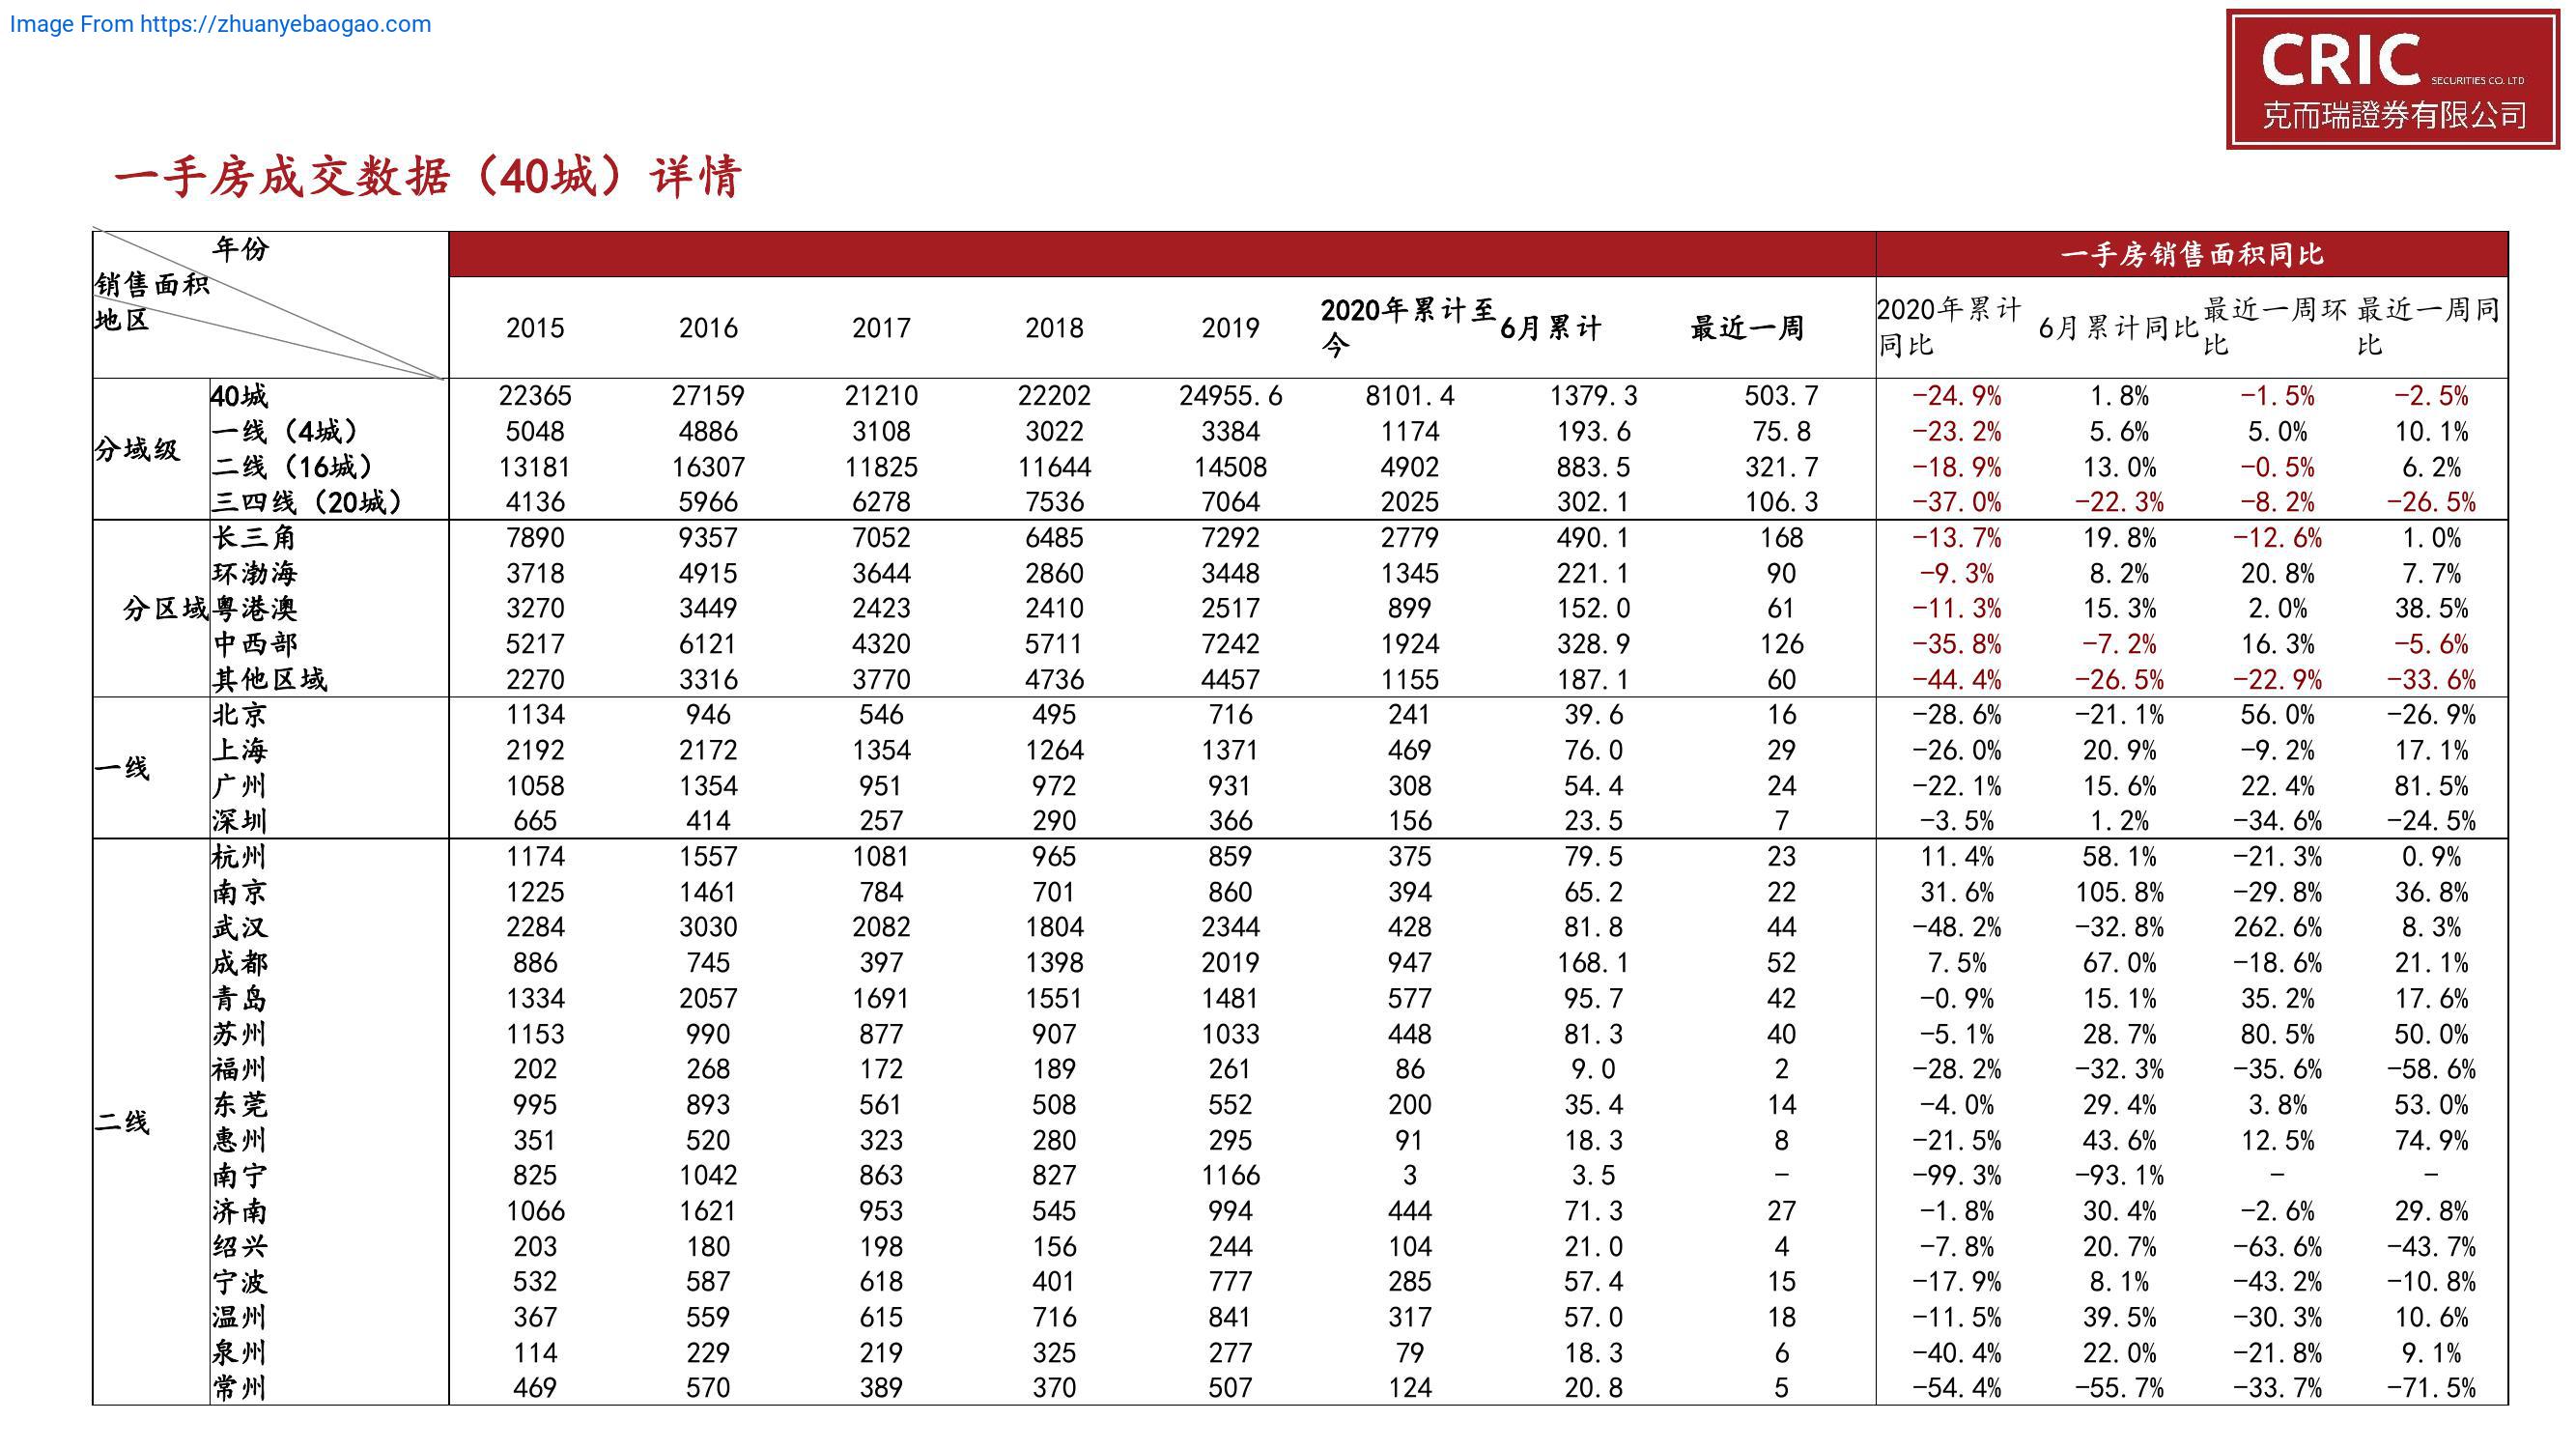 Image From https://zhuanyebaogao.com
CRIC SECURITIES CO. LTD
克而瑞證券有限公司
一手房成交数据（40城）详情
年份 一手房销售面积同比
销售面积
地区 2015 2016 2017 2018 2019 2020年累计至今 6月累计 最近一周 2020年累计同比 6月累计同比 最近一周环比 最近一周同比
分城级 40城 22365 27159 21210 22202 24955.6 8101.4 1379.3 503.7 -24.9% 1.8% -1.5% -2.5%
一线（4城） 5048 4886 3108 3022 3384 1174 193.6 75.8 -23.2% 5.6% 5.0% 10.1%
二线（16城） 13181 16307 11825 11644 14508 4902 883.5 321.7 -18.9% 13.0% -0.5% 6.2%
三四线（20城） 4136 5966 6278 7536 7064 2025 302.1 106.3 -37.0% -22.3% -8.2% -26.5%
分区域 长三角 7890 9357 7052 6485 7292 2779 490.1 168 -13.7% 19.8% -12.6% 1.0%
环渤海 3718 4915 3644 2860 3448 1345 221.1 90 -9.3% 8.2% 20.8% 7.7%
粤港澳 3270 3449 2423 2410 2517 899 152.0 61 -11.3% 15.3% 2.0% 38.5%
中西部 5217 6121 4320 5711 7242 1924 328.9 126 -35.8% -7.2% 16.3% -5.6%
其他区域 2270 3316 3770 4736 4457 1155 187.1 60 -44.4% -26.5% -22.9% -33.6%
一线 北京 1134 946 546 495 716 241 39.6 16 -28.6% -21.1% 56.0% -26.9%
上海 2192 2172 1354 1264 1371 469 76.0 29 -26.0% 20.9% -9.2% 17.1%
广州 1058 1354 951 972 931 308 54.4 24 -22.1% 15.6% 22.4% 81.5%
深圳 665 414 257 290 366 156 23.5 7 -3.5% 1.2% -34.6% -24.5%
二线 杭州 1174 1557 1081 965 859 375 79.5 23 11.4% 58.1% -21.3% 0.9%
南京 1225 1461 784 701 860 394 65.2 22 31.6% 105.8% -29.8% 36.8%
武汉 2284 3030 2082 1804 2344 428 81.8 44 -48.2% -32.8% 262.6% 8.3%
成都 886 745 397 1398 2019 947 168.1 52 7.5% 67.0% -18.6% 21.1%
青岛 1334 2057 1691 1551 1481 577 95.7 42 -0.9% 15.1% 35.2% 17.6%
苏州 1153 990 877 907 1033 448 81.3 40 -5.1% 28.7% 80.5% 50.0%
福州 202 268 172 189 261 86 9.0 2 -28.2% -32.3% -35.6% -58.6%
东莞 995 893 561 508 552 200 35.4 14 -4.0% 29.4% 3.8% 53.0%
惠州 351 520 323 280 295 91 18.3 8 -21.5% 43.6% 12.5% 74.9%
南宁 825 1042 863 827 1166 3 3.5 - -99.3% -93.1% - -
济南 1066 1621 953 545 994 444 71.3 27 -1.8% 30.4% -2.6% 29.8%
绍兴 203 180 198 156 244 104 21.0 4 -7.8% 20.7% -63.6% -43.7%
宁波 532 587 618 401 777 285 57.4 15 -17.9% 8.1% -43.2% -10.8%
温州 367 559 615 716 841 317 57.0 18 -11.5% 39.5% -30.3% 10.6%
泉州 114 229 219 325 277 79 18.3 6 -40.4% 22.0% -21.8% 9.1%
常州 469 570 389 370 507 124 20.8 5 -54.4% -55.7% -33.7% -71.5%